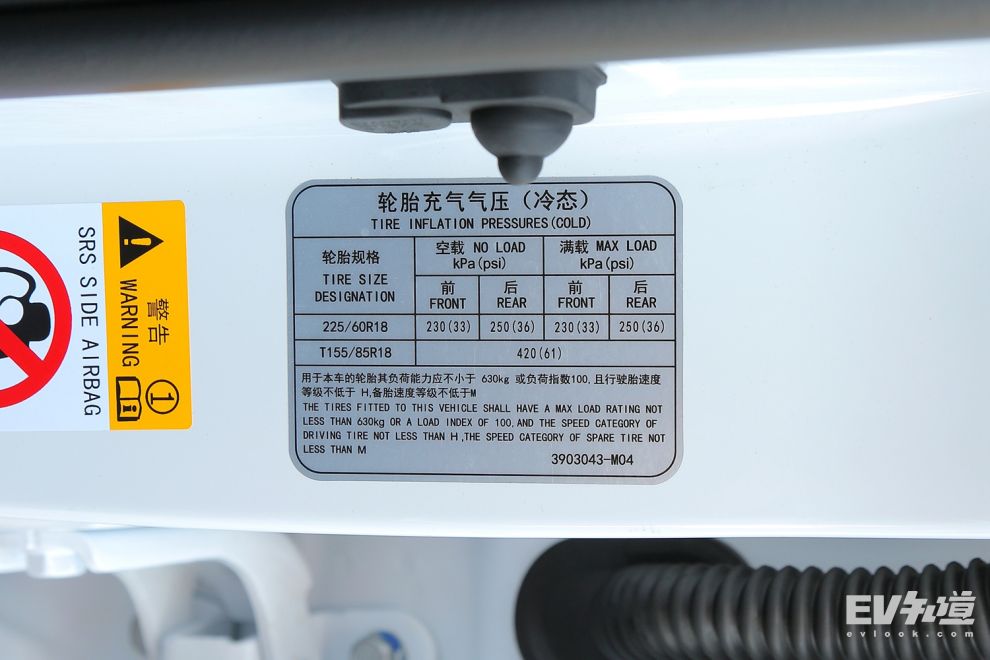 轮胎充气气压（冷态）
TIRE INFLATION PRESSURES(COLD)
轮胎规格
TIRE SIZE
DESIGNATION
空载 NO LOAD
kPa(psi)
满载 MAX LOAD
kPa(psi)
前
FRONT
后
REAR
前
FRONT
后
REAR
225/60R18 230(33) 250(36) 230(33) 250(36)
T155/85R18 420(61)
用于本车的轮胎其负荷能力应不小于 630kg 或负荷指数100,且行驶胎速度
等级不低于 H,备胎速度等级不低于M
THE TIRES FITTED TO THIS VEHICLE SHALL HAVE A MAX LOAD RATING NOT
LESS THAN 630kg OR A LOAD INDEX OF 100,AND THE SPEED CATEGORY OF
DRIVING TIRE NOT LESS THAN H ,THE SPEED CATEGORY OF SPARE TIRE NOT
LESS THAN M
3903043-M04
警告
WARNING
①
SRS SIDE AIRBAG
EV知道
evlook.com